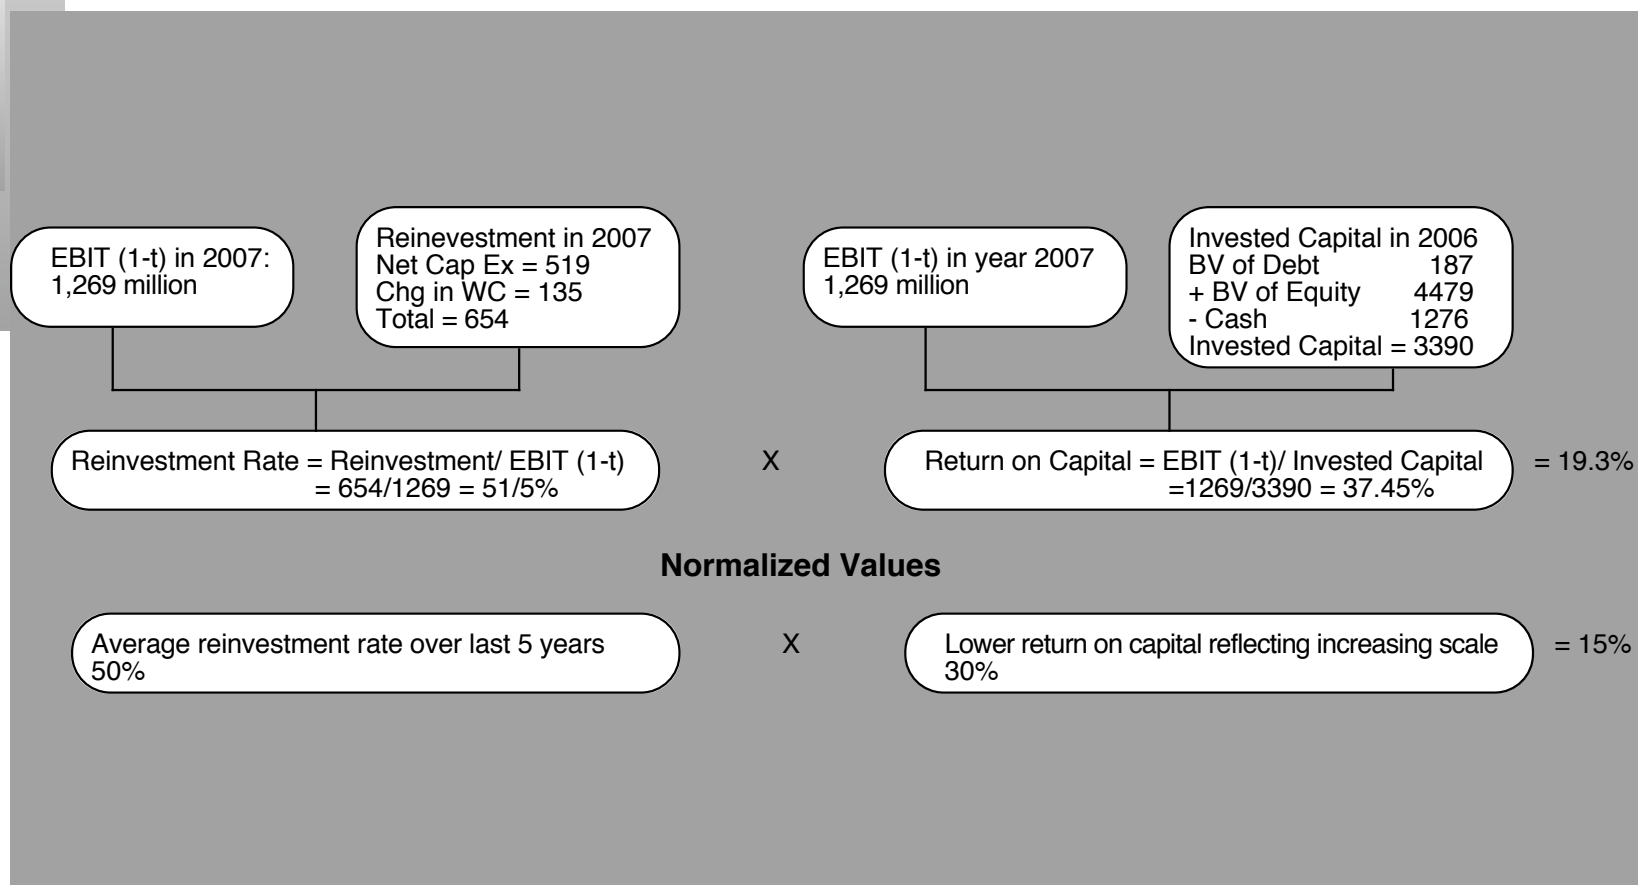 EBIT (1-t) in 2007:
1,269 million
Reinevestment in 2007
Net Cap Ex = 519
Chg in WC = 135
Total = 654
EBIT (1-t) in year 2007
1,269 million
Invested Capital in 2006
BV of Debt 187
+ BV of Equity 4479
- Cash 1276
Invested Capital = 3390
Reinvestment Rate = Reinvestment/ EBIT (1-t)
= 654/1269 = 51/5%
X
Return on Capital = EBIT (1-t)/ Invested Capital
=1269/3390 = 37.45%
= 19.3%
Normalized Values
Average reinvestment rate over last 5 years
50%
X
Lower return on capital reflecting increasing scale
30%
= 15%